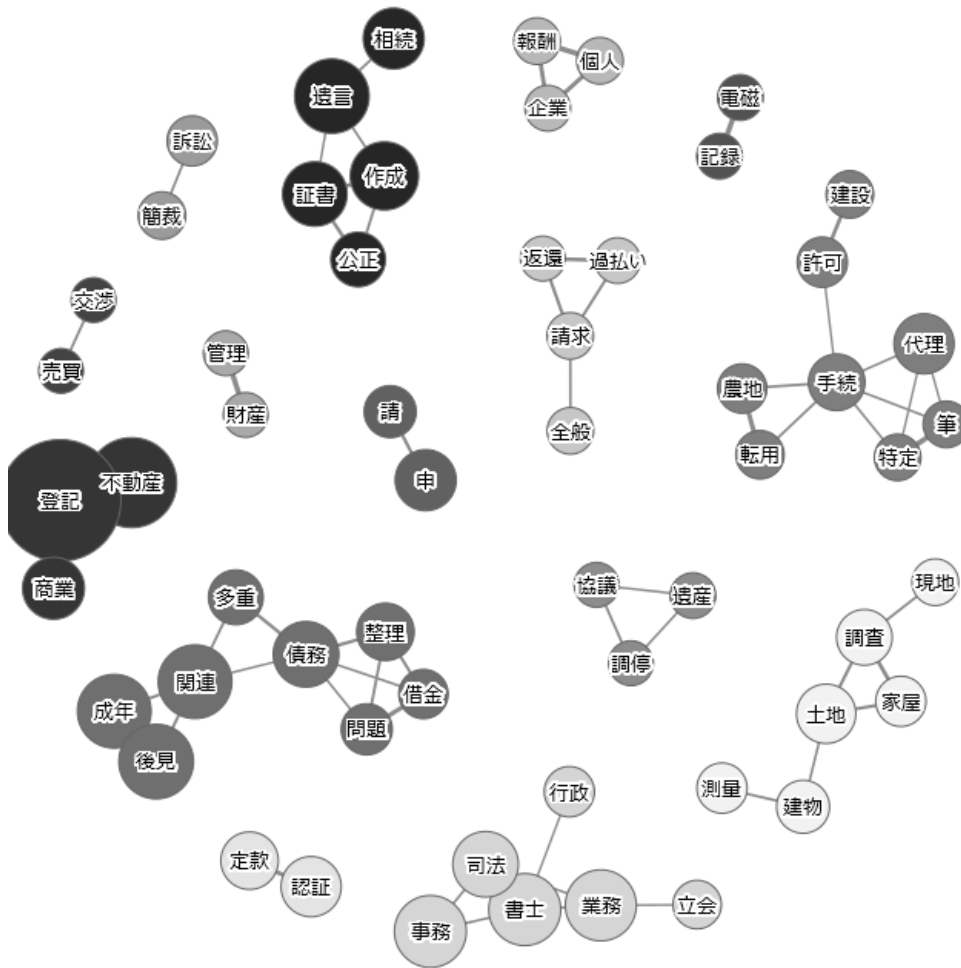 相続
遺言
作成
証書
公正
報酬
個人
企業
電磁
記録
訴訟
簡裁
建設
許可
代理
手続
農地
転用
特定
筆
返還
過払い
請求
全般
交渉
売買
管理
財産
請
申
不動産
登記
商業
多重
債務
整理
関連
借金
問題
成年
後見
協議
遺産
調停
現地
調査
家屋
土地
測量
建物
定款
認証
行政
司法
書士
業務
立会
事務